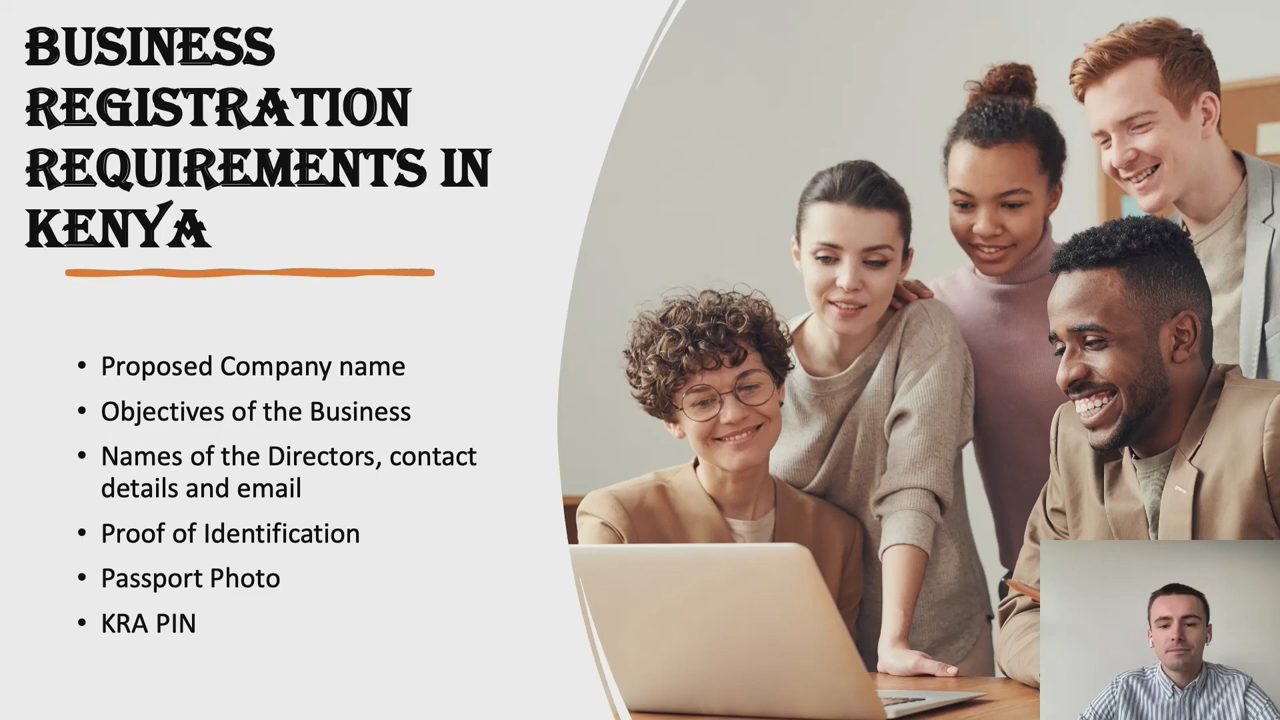 BUSINESS
REGISTRATION
REQUIREMENTS IN
KENYA
• Proposed Company name
• Objectives of the Business
• Names of the Directors, contact
details and email
• Proof of Identification
• Passport Photo
• KRA PIN